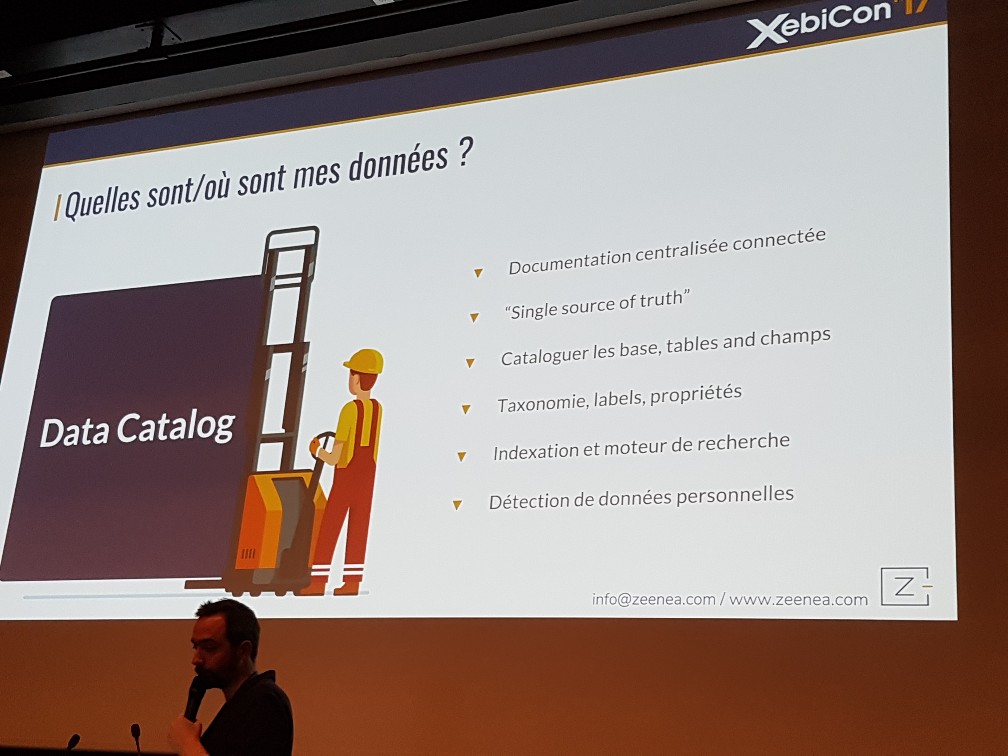 XebiCon'17
Quelles sont/où sont mes données ?
Documentation centralisée connectée
"Single source of truth"
Cataloguer les base, tables and champs
Data Catalog
Taxonomie, labels, propriétés
Indexation et moteur de recherche
Détection de données personnelles
info@zeenea.com / www.zeenea.com
Z